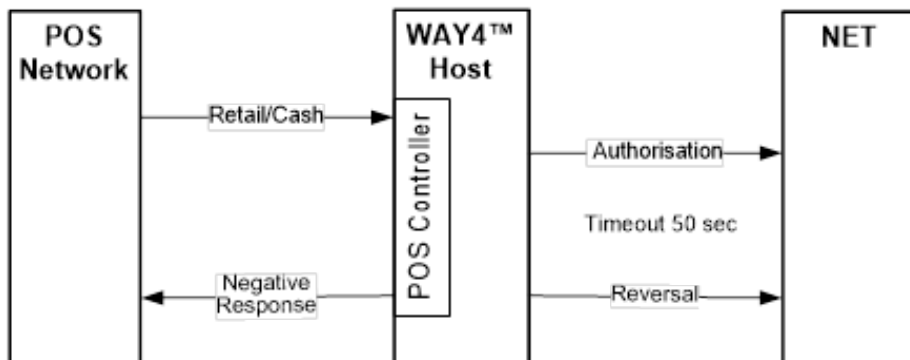 POS
Network
WAY4™
Host
NET
Retail/Cash
POS Controller
Authorisation
Timeout 50 sec
Negative
Response
Reversal